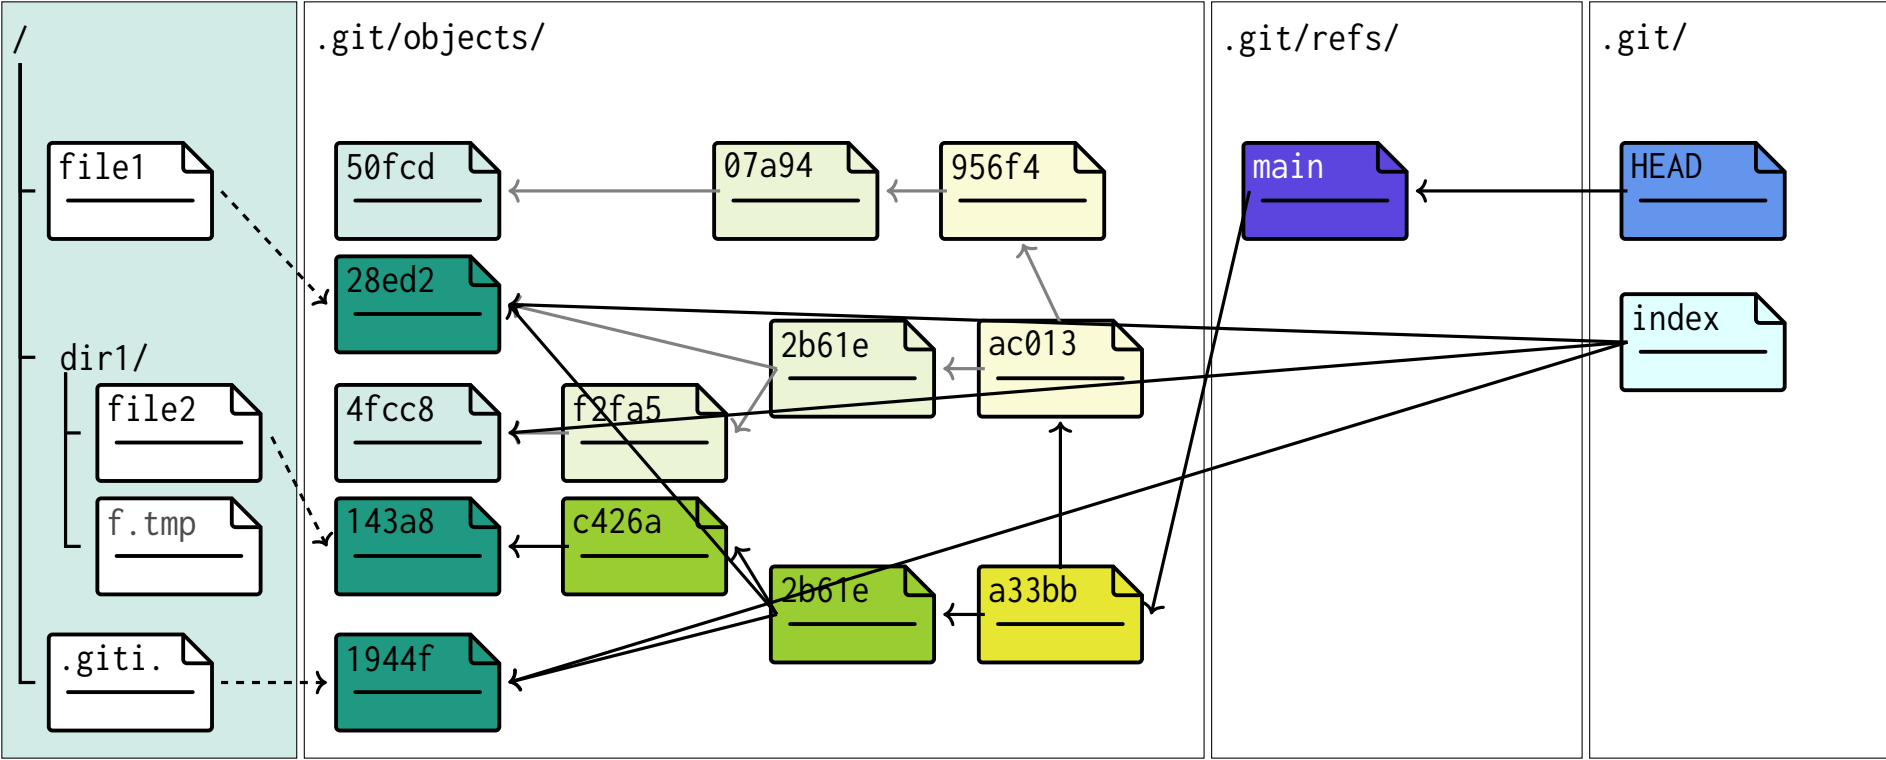 /
.git/objects/
.git/refs/
.git/
file1
50fcd
07a94
956f4
main
HEAD
28ed2
index
dir1/
2b61e
ac013
file2
4fcc8
f2fa5
f.tmp
143a8
c426a
2b61e
a33bb
.giti.
1944f